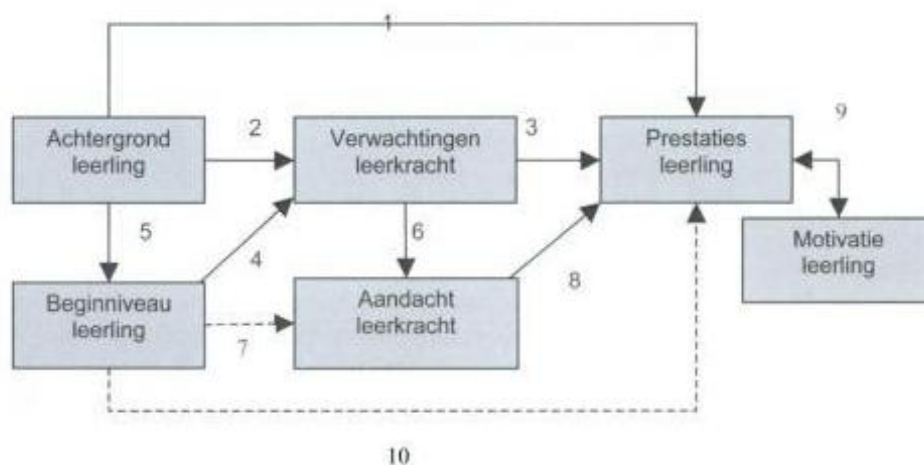 1
Achtergrond
leerling
2
Verwachtingen
leerkracht
3
Prestaties
leerling
9
5
4
6
8
Motivatie
leerling
Beginniveau
leerling
7
Aandacht
leerkracht
10